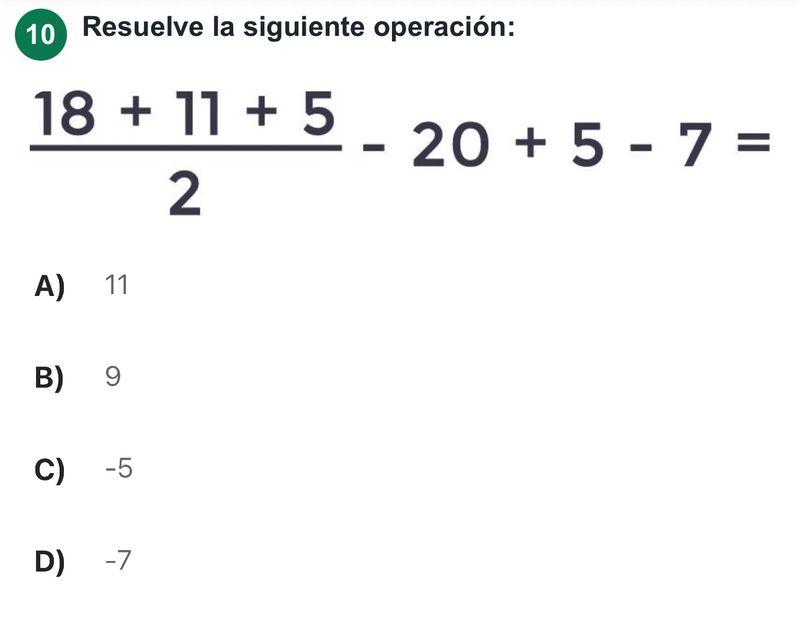 10 Resuelve la siguiente operación:
18 + 11 + 5
- 20 + 5 - 7 =
2
A) 11
B) 9
C) -5
D) -7